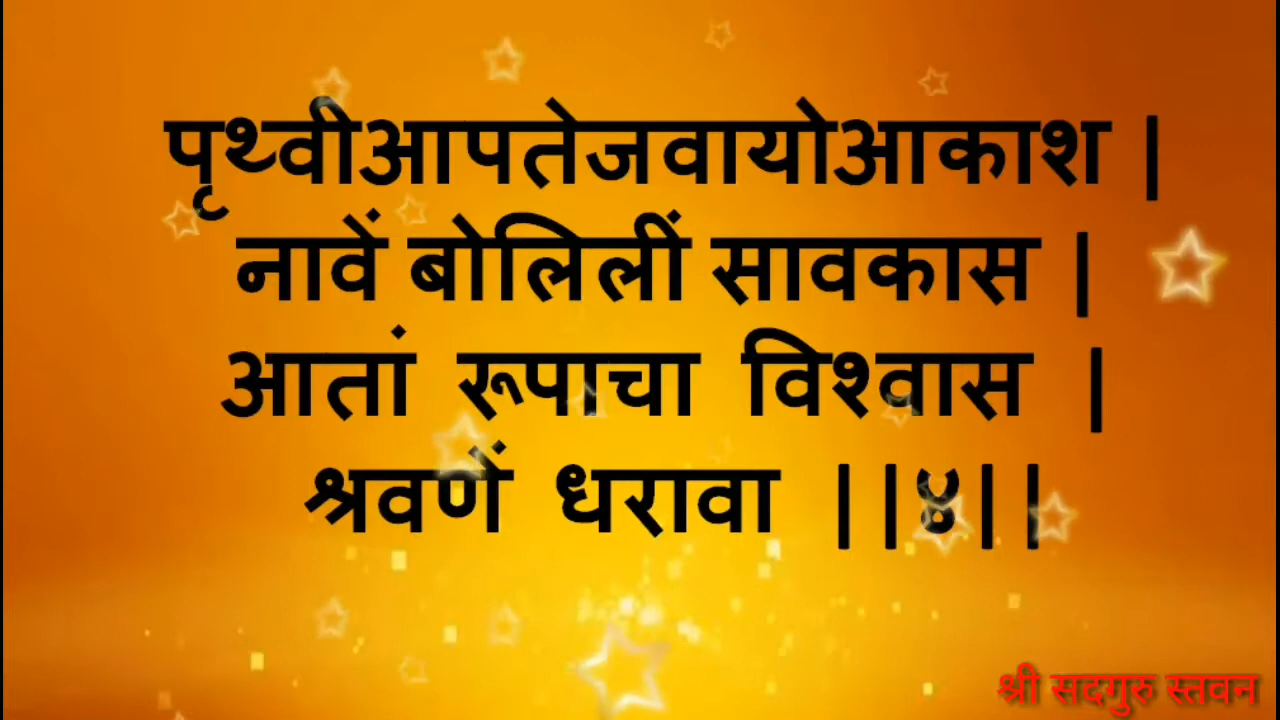 पृथ्वीआपतेजवायोआकाश |
नावें बोलिलीं सावकास |
आतां रूपाचा विश्वास |
श्रवणें धरावा ||४||
श्री सदगुरु स्तवन